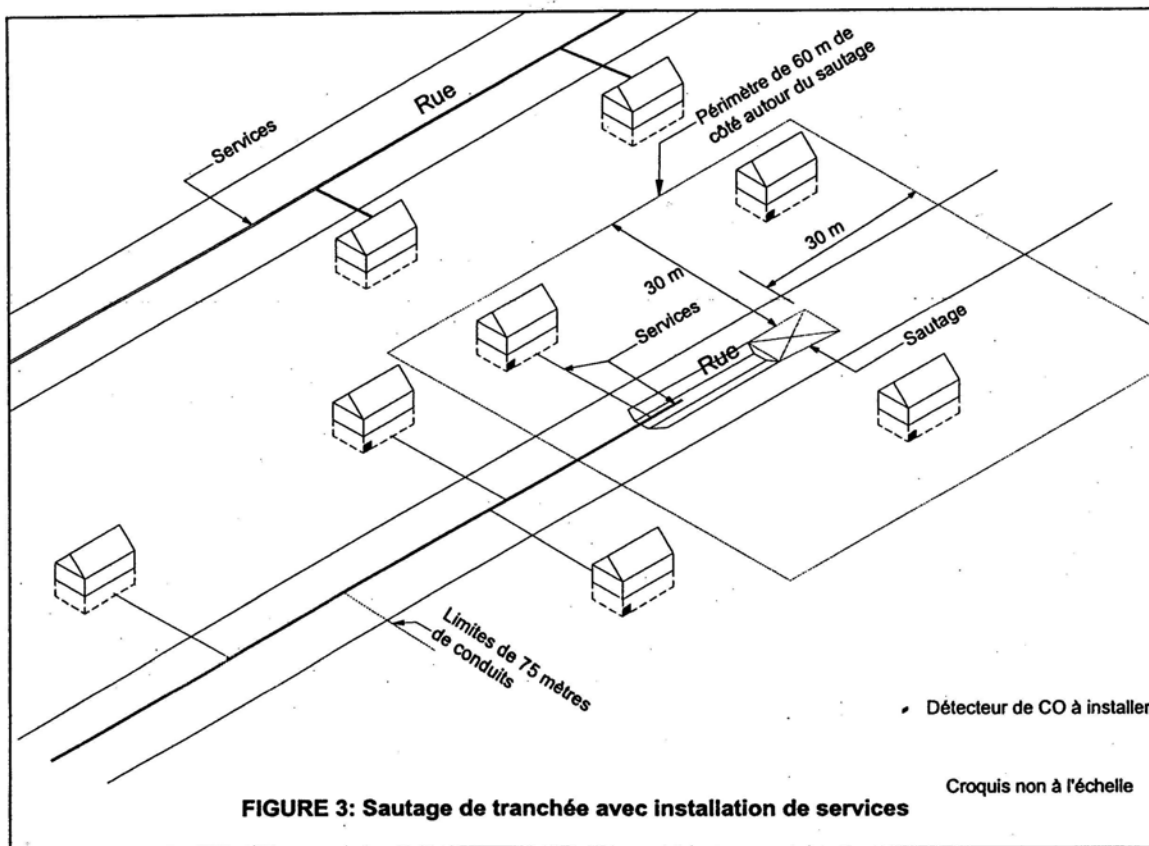 Rue
Services
Périmètre de 60 m de
côté autour du sautage
30 m
30 m
Services
Rue
Sautage
Limites de 75 mètres
de conduits
Détecteur de CO à installer
Croquis non à l'échelle
FIGURE 3: Sautage de tranchée avec installation de services